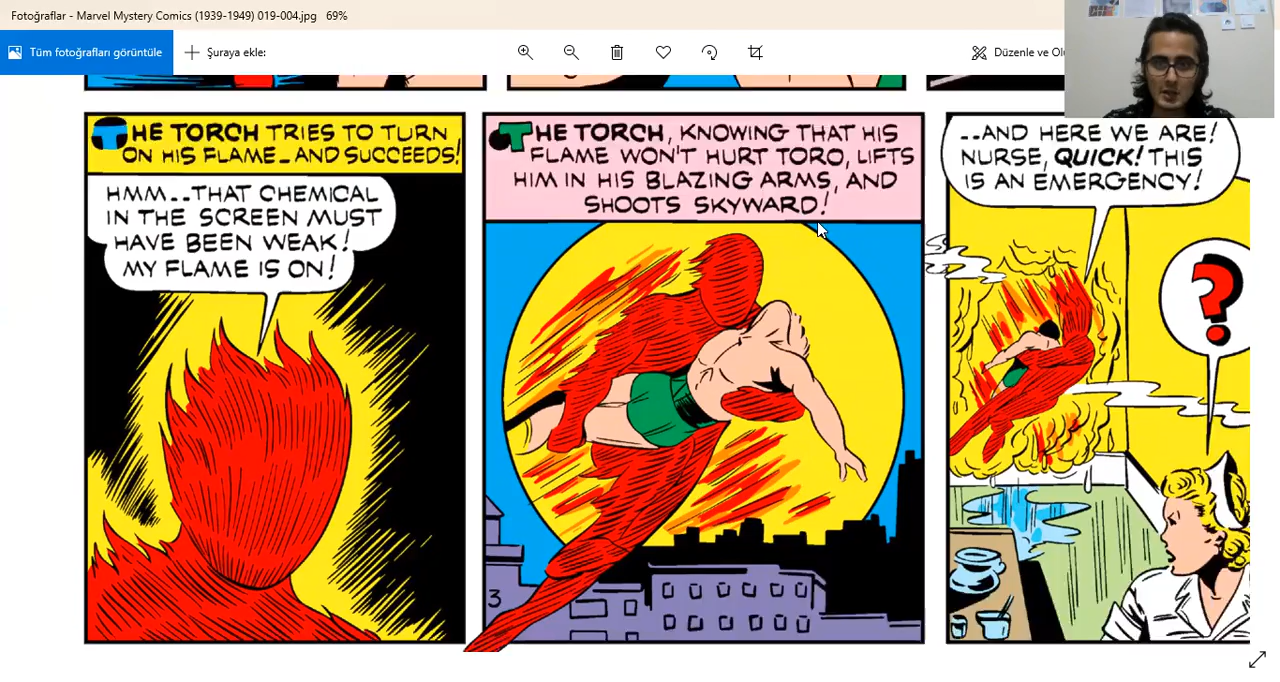 Fotoğraflar - Marvel Mystery Comics (1939-1949) 019-004.jpg 69%
Tüm fotoğrafları görüntüle
Şuraya ekle:
Düzenle ve
THE TORCH TRIES TO TURN
ON HIS FLAME_AND SUCCEEDS!
HMM..THAT CHEMICAL
IN THE SCREEN MUST
HAVE BEEN WEAK!
MY FLAME IS ON!
THE TORCH, KNOWING THAT HIS
FLAME WON'T HURT TORO, LIFTS
HIM IN HIS BLAZING ARMS, AND
SHOOTS SKYWARD!
3
..AND HERE WE ARE!
NURSE, QUICK! THIS
IS AN EMERGENCY!
?